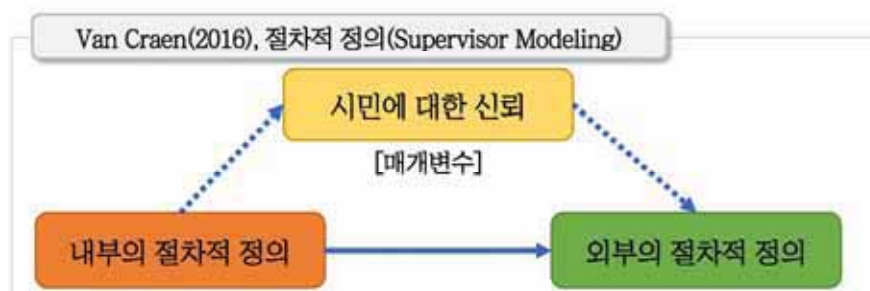 Van Craen(2016), 절차적 정의(Supervisor Modeling)
시민에 대한 신뢰
[매개변수]
내부의 절차적 정의
외부의 절차적 정의